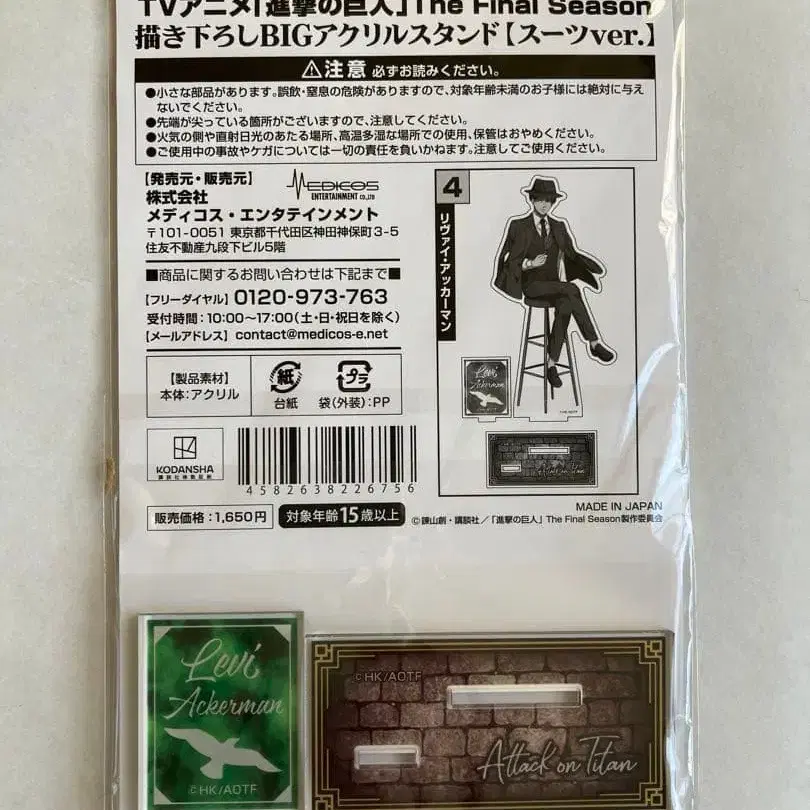 TVアニメ「進撃の巨人」The Final Season
描き下ろしBIGアクリルスタンド【スーツver.】
⚠注意 必ずお読みください。
●小さな部品があります。誤飲・窒息の危険がありますので、対象年齢未満のお子様には絶対に与え
ないでください。
●先端が尖っている箇所がございますので、注意してください。
●火気の側や直射日光のあたる場所、高温多湿な場所での使用、保管はおやめください。
●ご使用中の事故やケガについては一切の責任を負いかねます。注意してご使用ください。
【発売元・販売元】
株式会社
メディコス・エンタテインメント
MEDICOS
ENTERTAINMENT CO.,LTD
〒101-0051 東京都千代田区神田神保町3-5
住友不動産九段下ビル5階
■商品に関するお問い合わせは下記まで■
【フリーダイヤル】0120-973-763
受付時間：10:00〜17:00（土・日・祝日を除く）
【メールアドレス】contact@medicos-e.net
【製品素材】
本体：アクリル
紙
台紙
プラ
袋（外装）：PP
KODANSHA
4582638226756
販売価格：1,650円
対象年齢15歳以上
4
リヴァイ・アッカーマン
Levi
Ackerman
Attack on Titan
MADE IN JAPAN
©諫山創・講談社／「進撃の巨人」The Final Season製作委員会
Levi
Ackerman
©HK/AOTF
©HK/AOTF
Attack on Titan